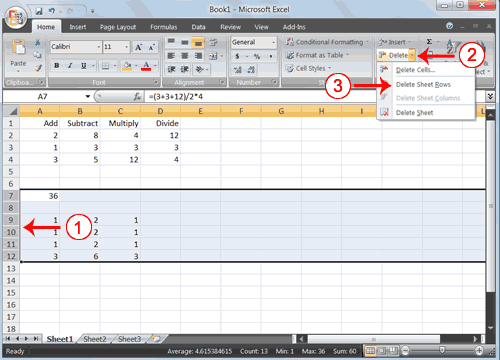 Book1 - Microsoft Excel
Home Insert Page Layout Formulas Data Review View Add-Ins
Calibri 11 General Conditional Formatting Insert
Paste B I U $ % , Format as Table Delete
Cell Styles
Clipboard Font Alignment Number
Delete Cells...
Delete Sheet Rows
Delete Sheet Columns
Delete Sheet
1
2
3
A7 fx =(3+3+12)/2*4
A B C D E F G H I J
1 Add Subtract Multiply Divide
2 2 8 4 12
3 1 3 3 3
4 3 5 12 4
5
6
7 36
8
9 1 2 1
10 1 2 1
11 1 2 1
12 3 6 3
13
14
15
16
17
18
Sheet1 Sheet2 Sheet3
Ready Average: 4.615384615 Count: 13 Min: 1 Max: 36 Sum: 60